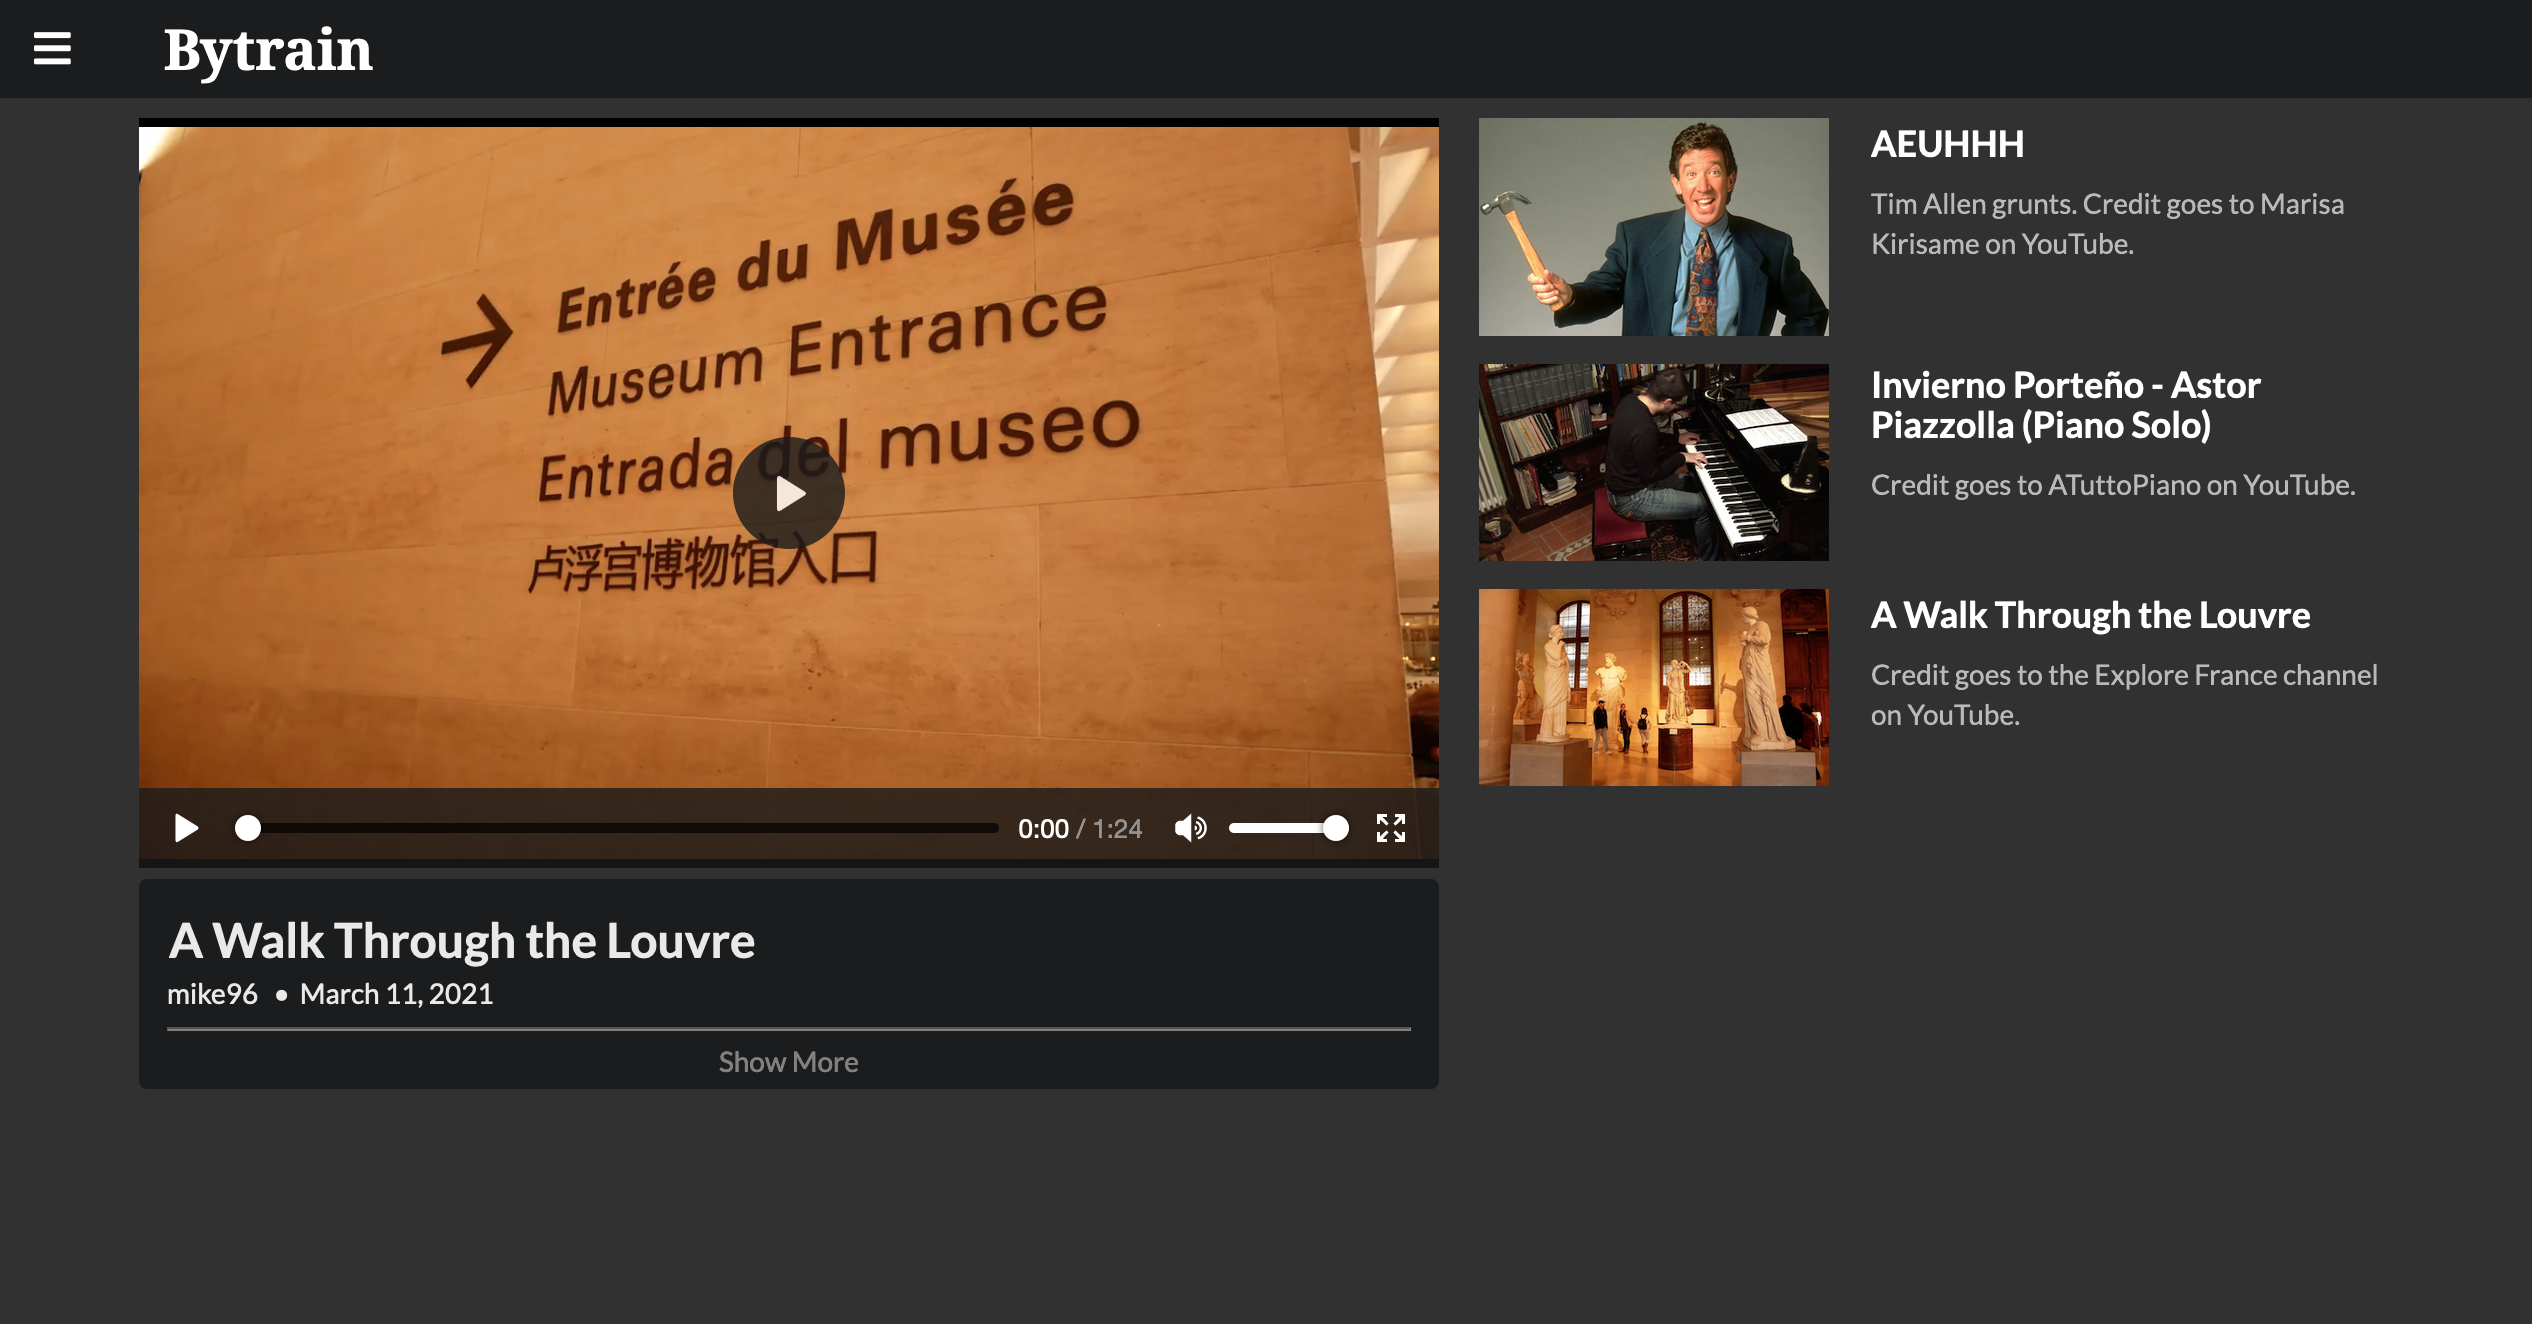 Bytrain
Entrée du Musée
Museum Entrance
Entrada del museo
卢浮宫博物馆入口
0:00 / 1:24
A Walk Through the Louvre
mike96 • March 11, 2021
Show More
AEUHHH
Tim Allen grunts. Credit goes to Marisa
Kirisame on YouTube.
Invierno Porteño - Astor
Piazzolla (Piano Solo)
Credit goes to ATuttoPiano on YouTube.
A Walk Through the Louvre
Credit goes to the Explore France channel
on YouTube.